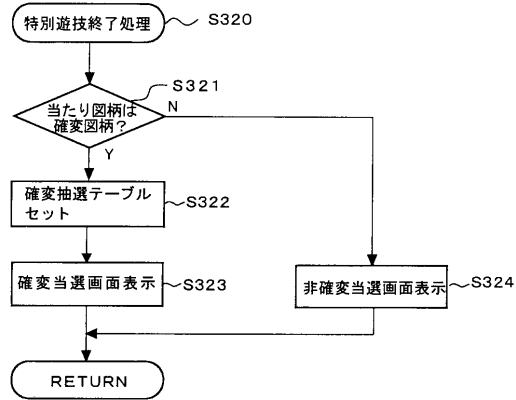 特別遊技終了処理
S320
S321
当たり図柄は
確変図柄？
N
Y
確変抽選テーブル
セット
S322
確変当選画面表示
S323
非確変当選画面表示
S324
RETURN